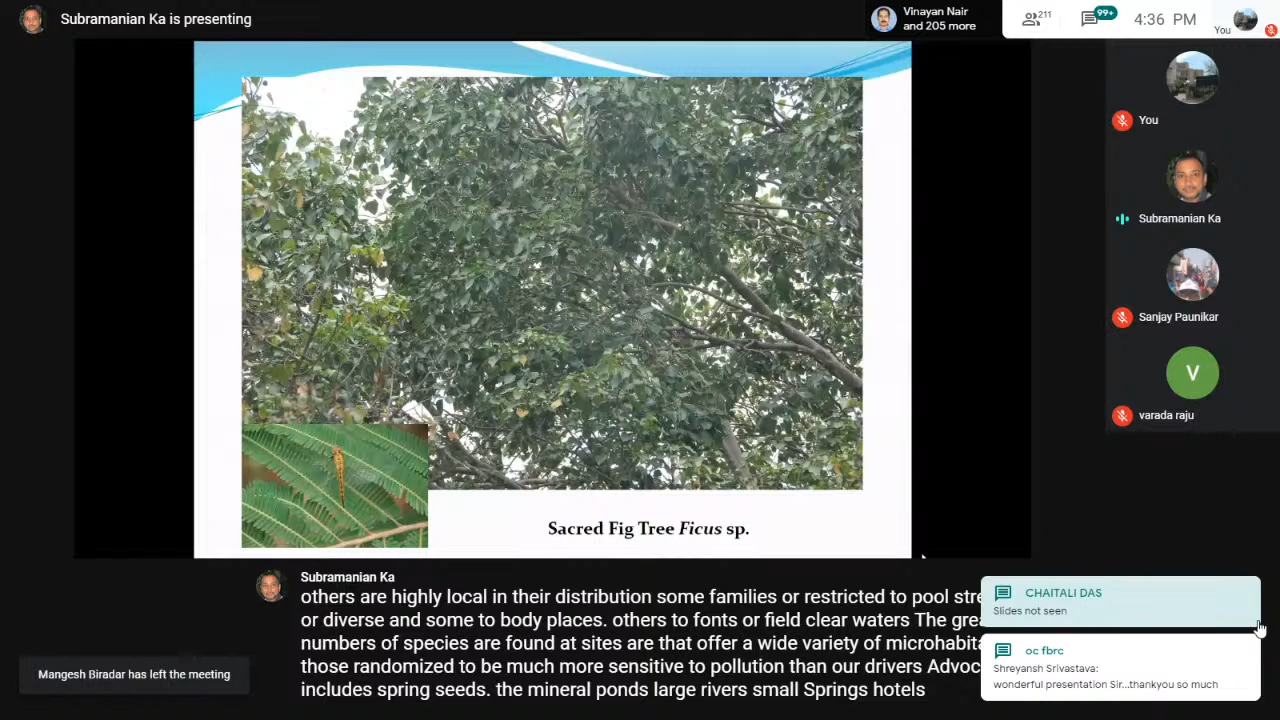 Subramanian Ka is presenting
Vinayan Nair
and 205 more
211
99+
4:36 PM
You
You
Subramanian Ka
Sanjay Paunikar
V
varada raju
Sacred Fig Tree Ficus sp.
Subramanian Ka
others are highly local in their distribution some families or restricted to pool stre
or diverse and some to body places. others to fonts or field clear waters The grea
numbers of species are found at sites are that offer a wide variety of microhabita
those randomized to be much more sensitive to pollution than our drivers Advoc
includes spring seeds. the mineral ponds large rivers small Springs hotels
Mangesh Biradar has left the meeting
CHAITALI DAS
Slides not seen
oc fbrc
Shreyansh Srivastava:
wonderful presentation Sir...thankyou so much